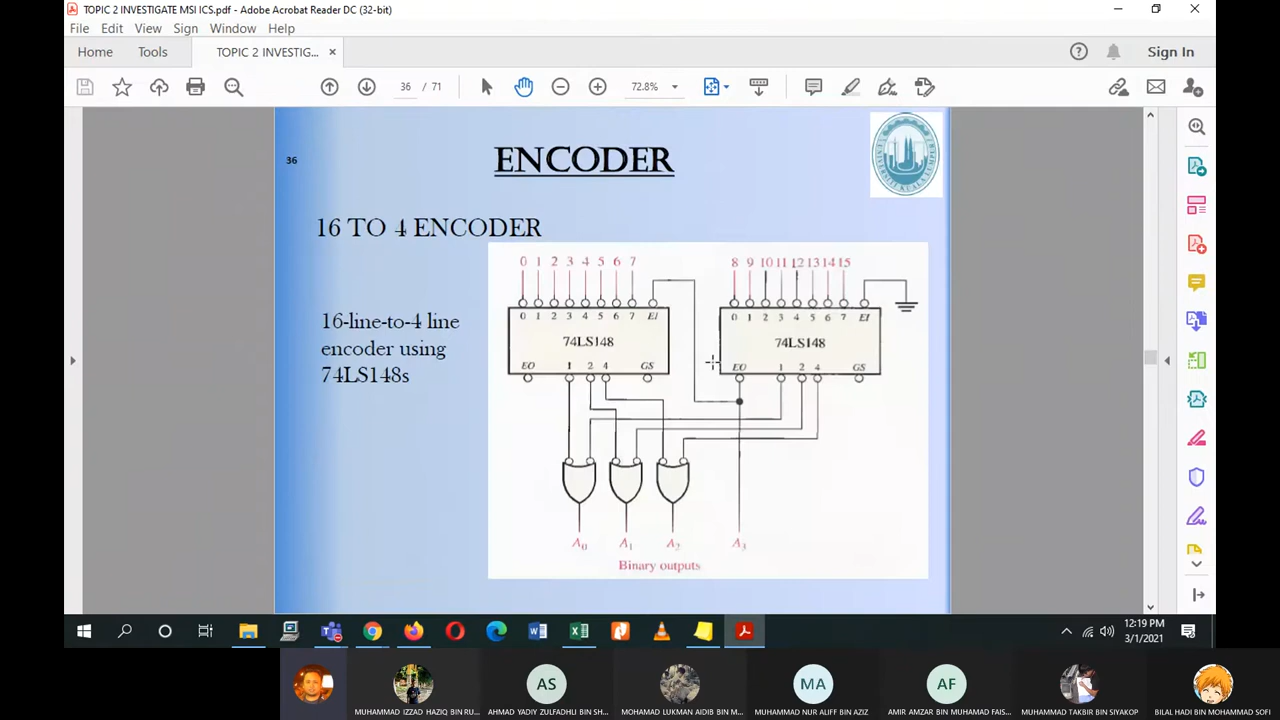 TOPIC 2 INVESTIGATE MSI ICS.pdf - Adobe Acrobat Reader DC (32-bit)
File Edit View Sign Window Help
Home Tools TOPIC 2 INVESTIG... × Sign In
36 / 71 72.8%
36
ENCODER
16 TO 4 ENCODER
16-line-to-4 line
encoder using
74LS148s
0 1 2 3 4 5 6 7 8 9 10 11 12 13 14 15
0 1 2 3 4 5 6 7 EI 0 1 2 3 4 5 6 7 EI
74LS148 74LS148
EO 1 2 4 GS EO 1 2 4 GS
A0 A1 A2 A3
Binary outputs
12:19 PM
3/1/2021
AS MA AF
MUHAMMAD IZZAD HAZIQ BIN RU... AHMAD YADIY ZULFADHLI BIN SH... MOHAMAD LUKMAN AIDIB BIN M... MUHAMMAD NUR ALIFF BIN AZIZ AMIR AMZAR BIN MUHAMAD FAIS... MUHAMMAD TAKBIR BIN SIYAKOP BILAL HADI BIN MOHAMMAD SOFI